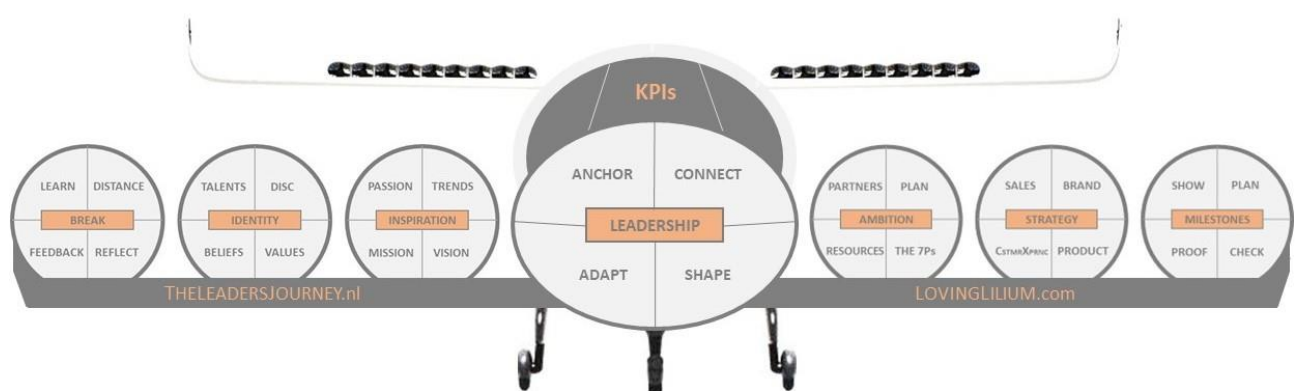 KPIs
LEARN DISTANCE
BREAK
FEEDBACK REFLECT
TALENTS DISC
IDENTITY
BELIEFS VALUES
PASSION TRENDS
INSPIRATION
MISSION VISION
ANCHOR CONNECT
LEADERSHIP
ADAPT SHAPE
PARTNERS PLAN
AMBITION
RESOURCES THE 7Ps
SALES BRAND
STRATEGY
CSTMRXPRNC PRODUCT
SHOW PLAN
MILESTONES
PROOF CHECK
THELEADERSJOURNEY.nl
LOVINGLILIUM.com